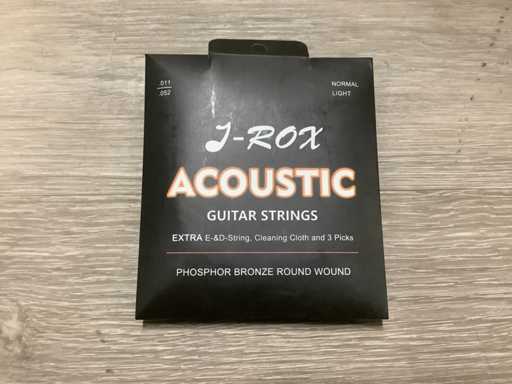 .011
.052
NORMAL
LIGHT
J-ROX
ACOUSTIC
GUITAR STRINGS
EXTRA E-&D-String, Cleaning Cloth and 3 Picks
PHOSPHOR BRONZE ROUND WOUND